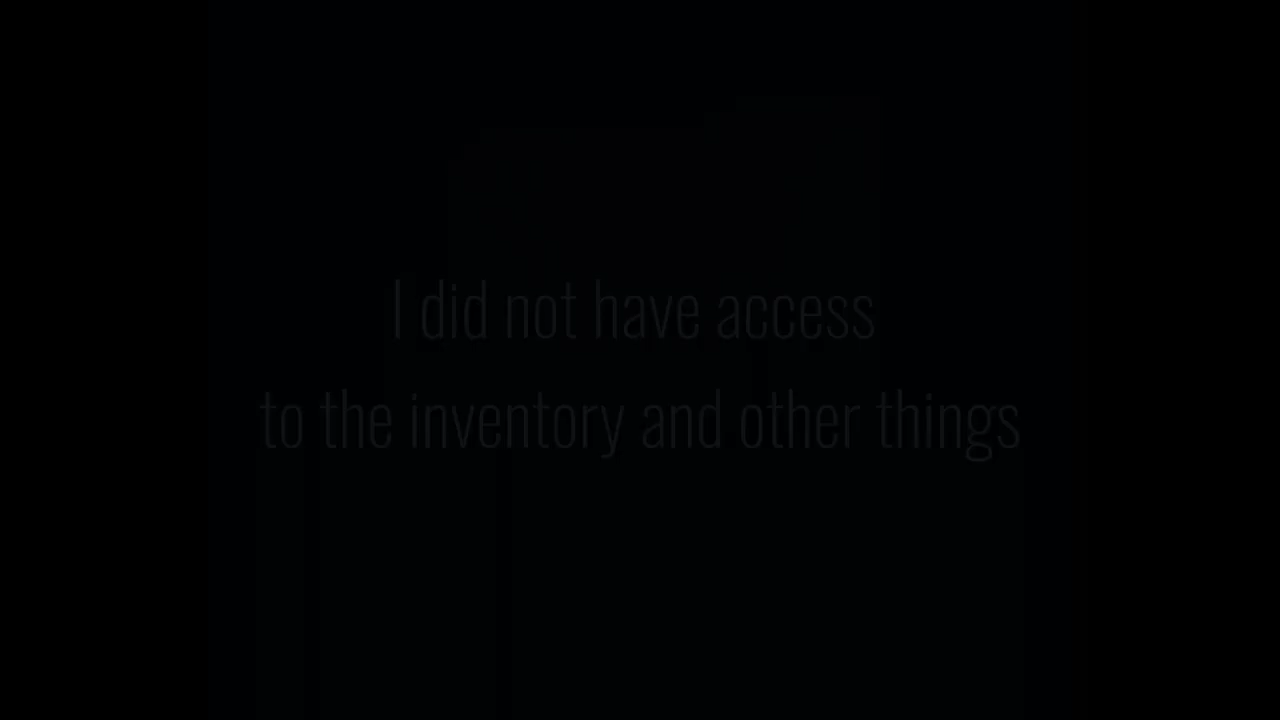 I did not have access
to the inventory and other things